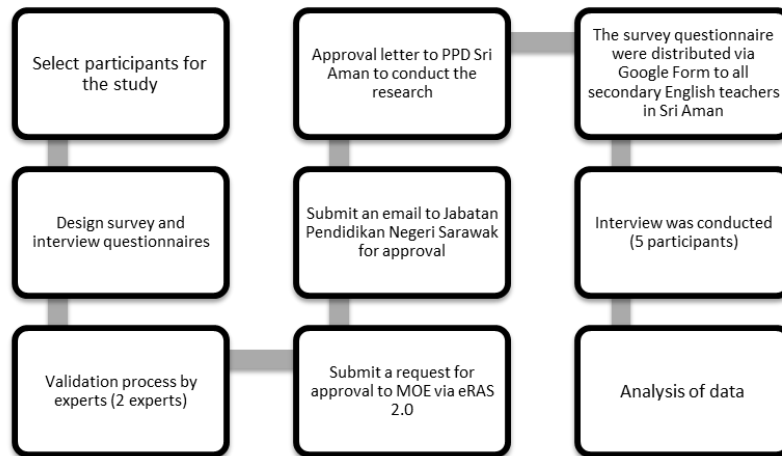 Select participants for
the study
Design survey and
interview questionnaires
Validation process by
experts (2 experts)
Submit a request for
approval to MOE via eRAS
2.0
Submit an email to Jabatan
Pendidikan Negeri Sarawak
for approval
Approval letter to PPD Sri
Aman to conduct the
research
The survey questionnaire
were distributed via
Google Form to all
secondary English teachers
in Sri Aman
Interview was conducted
(5 participants)
Analysis of data